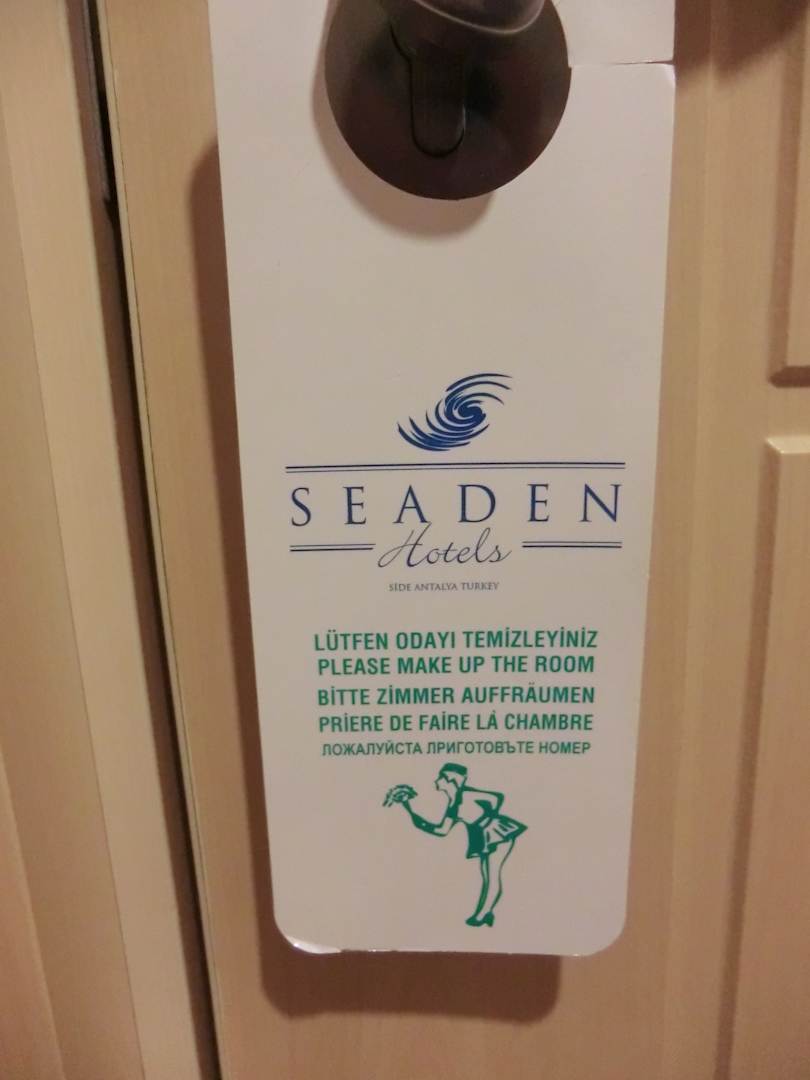 SEADEN
Hotels
SİDE ANTALYA TURKEY
LÜTFEN ODAYI TEMİZLEYİNİZ
PLEASE MAKE UP THE ROOM
BİTTE ZİMMER AUFFRÄUMEN
PRİERE DE FAİRE LÁ CHAMBRE
ЛОЖАЛУЙСТА ЛРИГОТОВЪТЕ НОМЕР